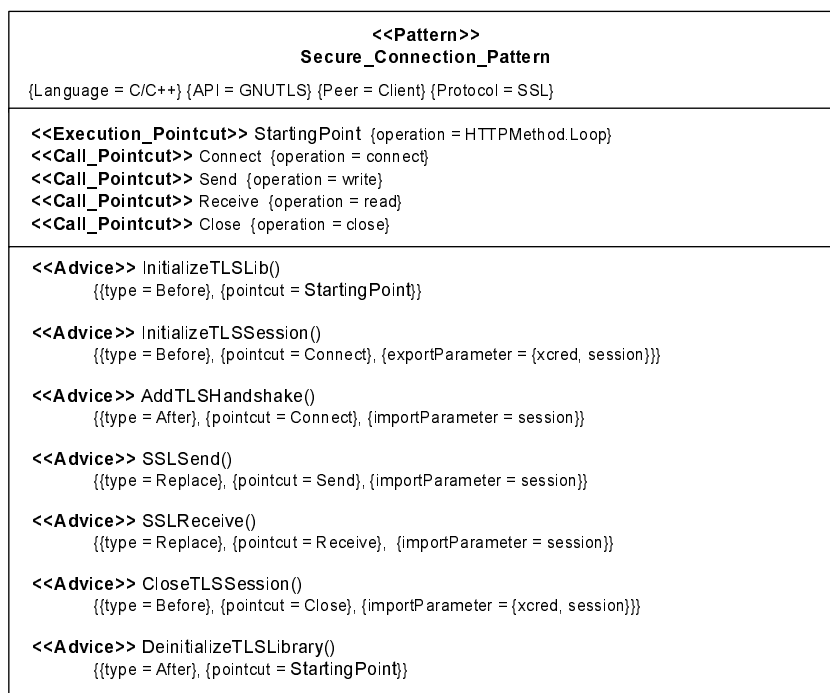 <<Pattern>>
Secure_Connection_Pattern
{Language = C/C++} {API = GNUTLS} {Peer = Client} {Protocol = SSL}
<<Execution_Pointcut>> StartingPoint {operation = HTTPMethod.Loop}
<<Call_Pointcut>> Connect {operation = connect}
<<Call_Pointcut>> Send {operation = write}
<<Call_Pointcut>> Receive {operation = read}
<<Call_Pointcut>> Close {operation = close}
<<Advice>> InitializeTLSLib()
{{type = Before}, {pointcut = StartingPoint}}
<<Advice>> InitializeTLSSession()
{{type = Before}, {pointcut = Connect}, {exportParameter = {xcred, session}}}
<<Advice>> AddTLSHandshake()
{{type = After}, {pointcut = Connect}, {importParameter = session}}
<<Advice>> SSLSend()
{{type = Replace}, {pointcut = Send}, {importParameter = session}}
<<Advice>> SSLReceive()
{{type = Replace}, {pointcut = Receive}, {importParameter = session}}
<<Advice>> CloseTLSSession()
{{type = Before}, {pointcut = Close}, {importParameter = {xcred, session}}}
<<Advice>> DeinitializeTLSLibrary()
{{type = After}, {pointcut = StartingPoint}}